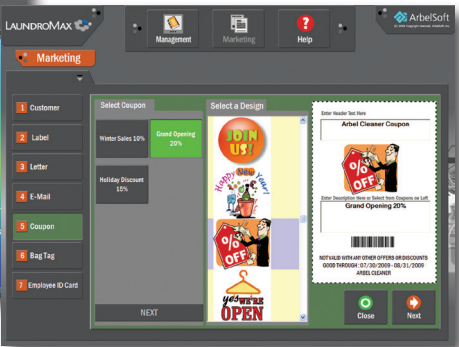 LAUNDROMAX
Management
Marketing
Help
ArbelSoft
Marketing
1 Customer
2 Label
3 Letter
4 E-Mail
5 Coupon
6 Bag Tag
7 Employee ID Card
Select Coupon
Winter Sales 10%
Grand Opening
20%
Holiday Discount
15%
NEXT
Select a Design
JOIN
US!
Happy New Year!
%
OFF
yes WE'RE
OPEN
Enter Header Text Here
Arbel Cleaner Coupon
%
OFF
Enter Description Here or Select from Coupons on Left
Grand Opening 20%
NOT VALID WITH ANY OTHER OFFERS OR DISCOUNTS
GOOD THROUGH: 07/30/2009 - 08/31/2009
ARBEL CLEANER
Close
Next